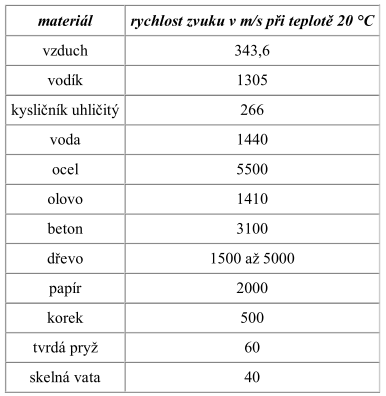 materiál rychlost zvuku v m/s při teplotě 20 °C
vzduch 343,6
vodík 1305
kysličník uhličitý 266
voda 1440
ocel 5500
olovo 1410
beton 3100
dřevo 1500 až 5000
papír 2000
korek 500
tvrdá pryž 60
skelná vata 40